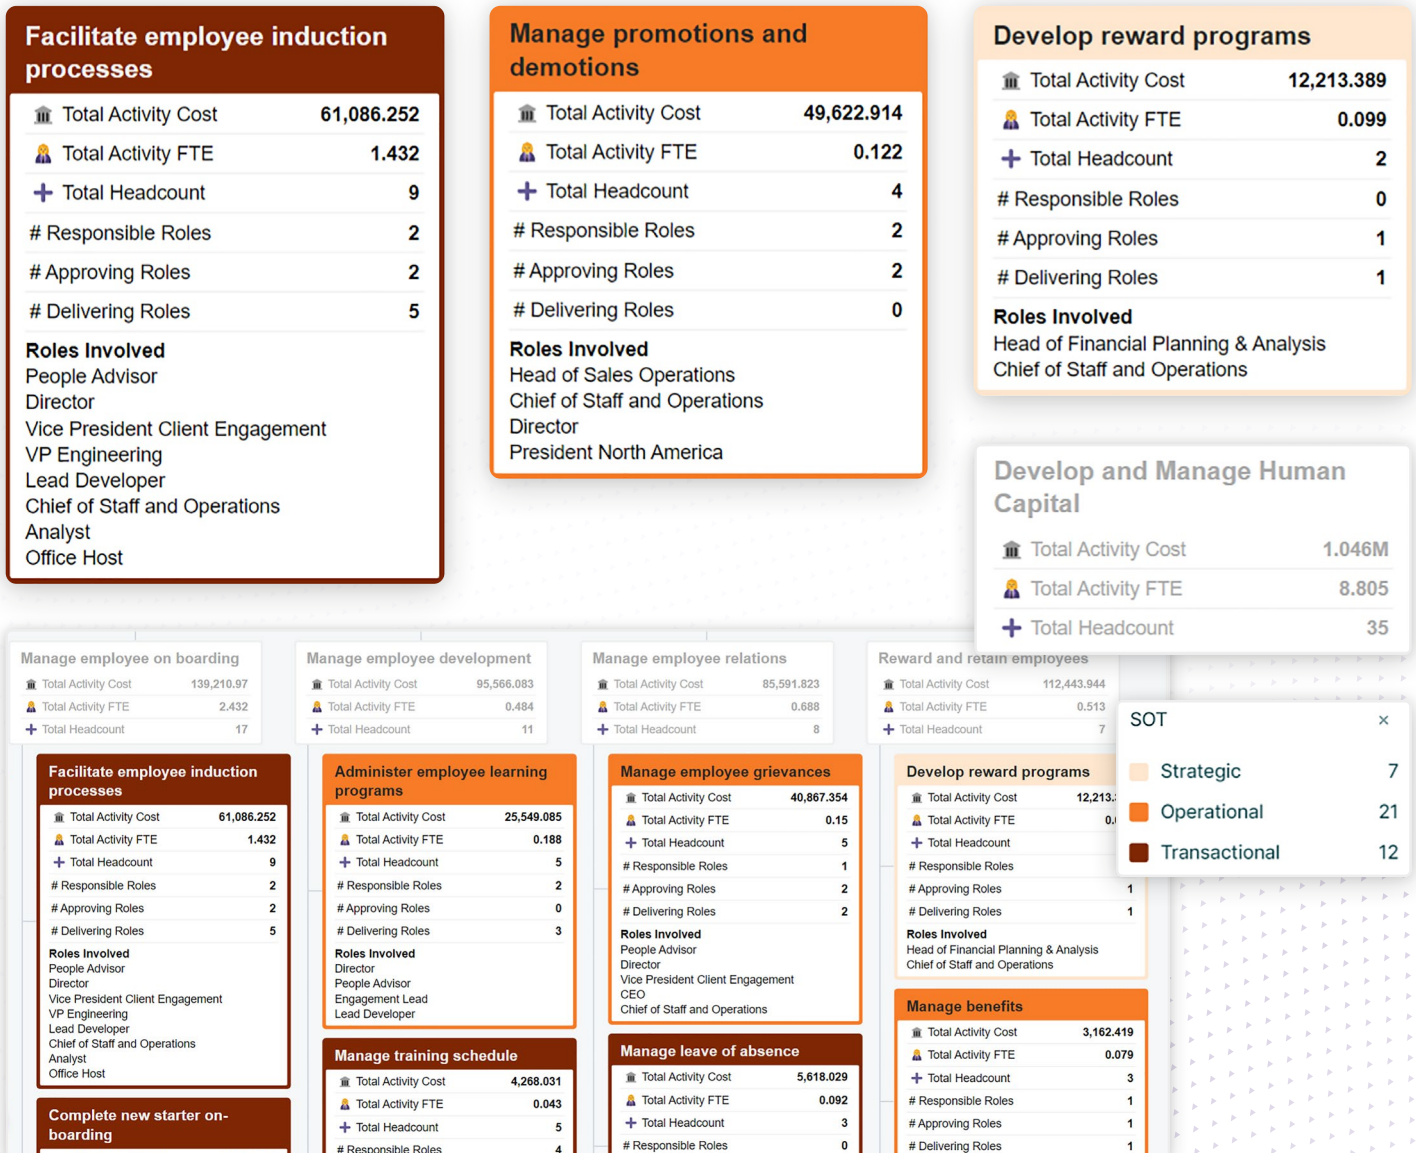 Facilitate employee induction
processes
Total Activity Cost 61,086.252
Total Activity FTE 1.432
Total Headcount 9
# Responsible Roles 2
# Approving Roles 2
# Delivering Roles 5
Roles Involved
People Advisor
Director
Vice President Client Engagement
VP Engineering
Lead Developer
Chief of Staff and Operations
Analyst
Office Host
Manage promotions and
demotions
Total Activity Cost 49,622.914
Total Activity FTE 0.122
Total Headcount 4
# Responsible Roles 2
# Approving Roles 2
# Delivering Roles 0
Roles Involved
Head of Sales Operations
Chief of Staff and Operations
Director
President North America
Develop reward programs
Total Activity Cost 12,213.389
Total Activity FTE 0.099
Total Headcount 2
# Responsible Roles 0
# Approving Roles 1
# Delivering Roles 1
Roles Involved
Head of Financial Planning & Analysis
Chief of Staff and Operations
Develop and Manage Human
Capital
Total Activity Cost 1.046M
Total Activity FTE 8.805
Total Headcount 35
Manage employee on boarding
Total Activity Cost 139,210.97
Total Activity FTE 2.432
Total Headcount 17
Facilitate employee induction
processes
Total Activity Cost 61,086.252
Total Activity FTE 1.432
Total Headcount 9
# Responsible Roles 2
# Approving Roles 2
# Delivering Roles 5
Roles Involved
People Advisor
Director
Vice President Client Engagement
VP Engineering
Lead Developer
Chief of Staff and Operations
Analyst
Office Host
Complete new starter on-
boarding
Manage employee development
Total Activity Cost 95,566.083
Total Activity FTE 0.484
Total Headcount 11
Administer employee learning
programs
Total Activity Cost 25,549.085
Total Activity FTE 0.188
Total Headcount 5
# Responsible Roles 2
# Approving Roles 0
# Delivering Roles 3
Roles Involved
Director
People Advisor
Engagement Lead
Lead Developer
Manage training schedule
Total Activity Cost 4,268.031
Total Activity FTE 0.043
Total Headcount 5
# Responsible Roles 4
Manage employee relations
Total Activity Cost 85,591.823
Total Activity FTE 0.688
Total Headcount 8
Manage employee grievances
Total Activity Cost 40,867.354
Total Activity FTE 0.15
Total Headcount 5
# Responsible Roles 1
# Approving Roles 2
# Delivering Roles 2
Roles Involved
People Advisor
Director
Vice President Client Engagement
CEO
Chief of Staff and Operations
Manage leave of absence
Total Activity Cost 5,618.029
Total Activity FTE 0.092
Total Headcount 3
# Responsible Roles 0
Reward and retain employees
Total Activity Cost 112,443.944
Total Activity FTE 0.513
Total Headcount 7
Develop reward programs
Total Activity Cost 12,213.
Total Activity FTE 0.
Total Headcount
# Responsible Roles
# Approving Roles 1
# Delivering Roles 1
Roles Involved
Head of Financial Planning & Analysis
Chief of Staff and Operations
Manage benefits
Total Activity Cost 3,162.419
Total Activity FTE 0.079
Total Headcount 3
# Responsible Roles 1
# Approving Roles 1
# Delivering Roles 1
SOT ×
Strategic 7
Operational 21
Transactional 12